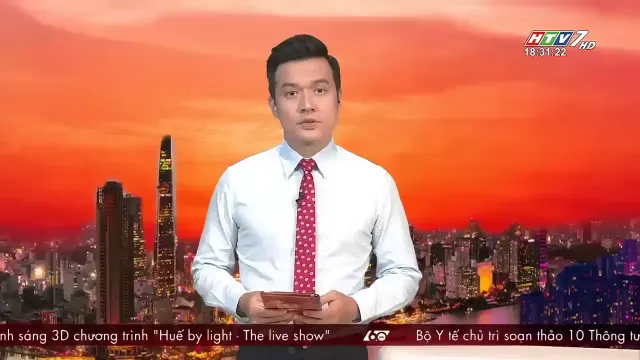 HTV7 HD
18:31:22
nh sáng 3D chương trình "Huế by light - The live show" 60 Bộ Y tế chủ trì soạn thảo 10 Thông tư